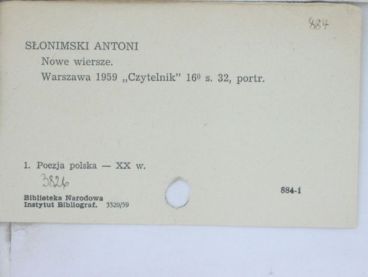 884
SŁONIMSKI ANTONI
Nowe wiersze.
Warszawa 1959 „Czytelnik” 16⁰ s. 32, portr.
1. Poezja polska — XX w.
3826
884-1
Biblioteka Narodowa
Instytut Bibliograf. 3320/59